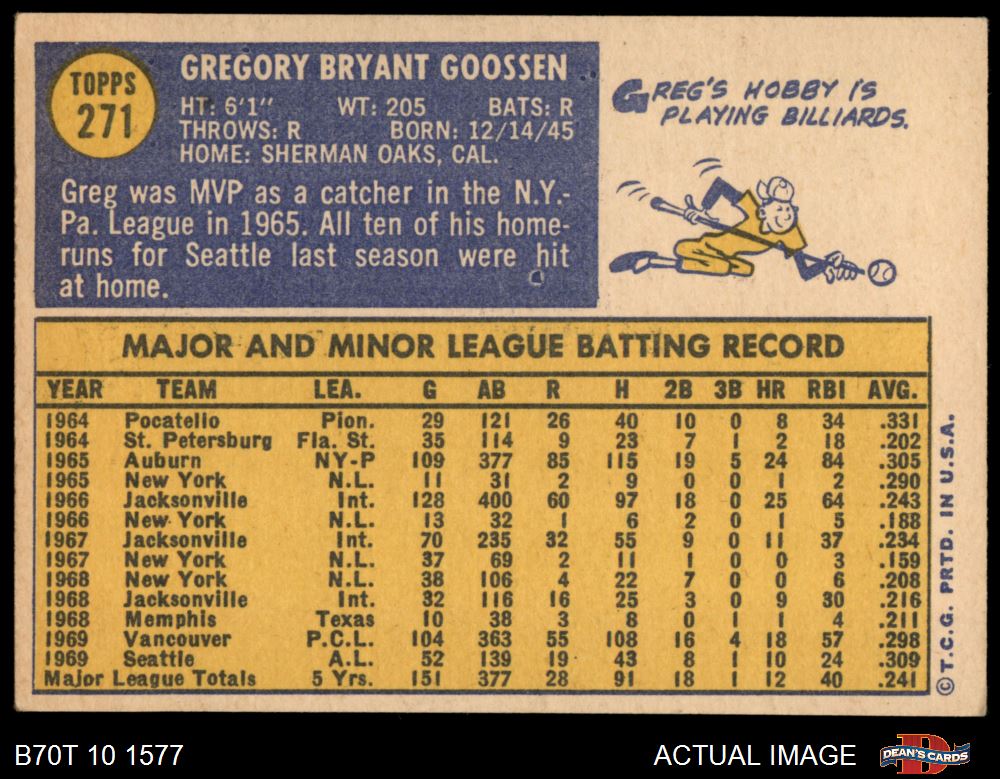 TOPPS
271
GREGORY BRYANT GOOSSEN
HT: 6'1" WT: 205 BATS: R
THROWS: R BORN: 12/14/45
HOME: SHERMAN OAKS, CAL.
Greg was MVP as a catcher in the N.Y.-
Pa. League in 1965. All ten of his home-
runs for Seattle last season were hit
at home.
GREG'S HOBBY IS
PLAYING BILLIARDS.
MAJOR AND MINOR LEAGUE BATTING RECORD
YEAR TEAM LEA. G AB R H 2B 3B HR RBI AVG.
1964 Pocatello Pion. 29 121 26 40 10 0 8 34 .331
1964 St. Petersburg Fla. St. 35 114 9 23 7 1 2 18 .202
1965 Auburn NY-P 109 377 85 115 19 5 24 84 .305
1965 New York N.L. 11 31 2 9 0 0 1 2 .290
1966 Jacksonville Int. 128 400 60 97 18 0 25 64 .243
1966 New York N.L. 13 32 1 6 2 0 1 5 .188
1967 Jacksonville Int. 70 235 32 55 9 0 11 37 .234
1967 New York N.L. 37 69 2 11 1 0 0 3 .159
1968 New York N.L. 38 106 4 22 7 0 0 6 .208
1968 Jacksonville Int. 32 116 16 25 3 0 9 30 .216
1968 Memphis Texas 10 38 3 8 0 1 1 4 .211
1969 Vancouver P.C.L. 104 363 55 108 16 4 18 57 .298
1969 Seattle A.L. 52 139 19 43 8 1 10 24 .309
Major League Totals 5 Yrs. 151 377 28 91 18 1 12 40 .241
© T.C.G. PRTD. IN U.S.A.
B70T 10 1577
ACTUAL IMAGE
DEAN'S CARDS